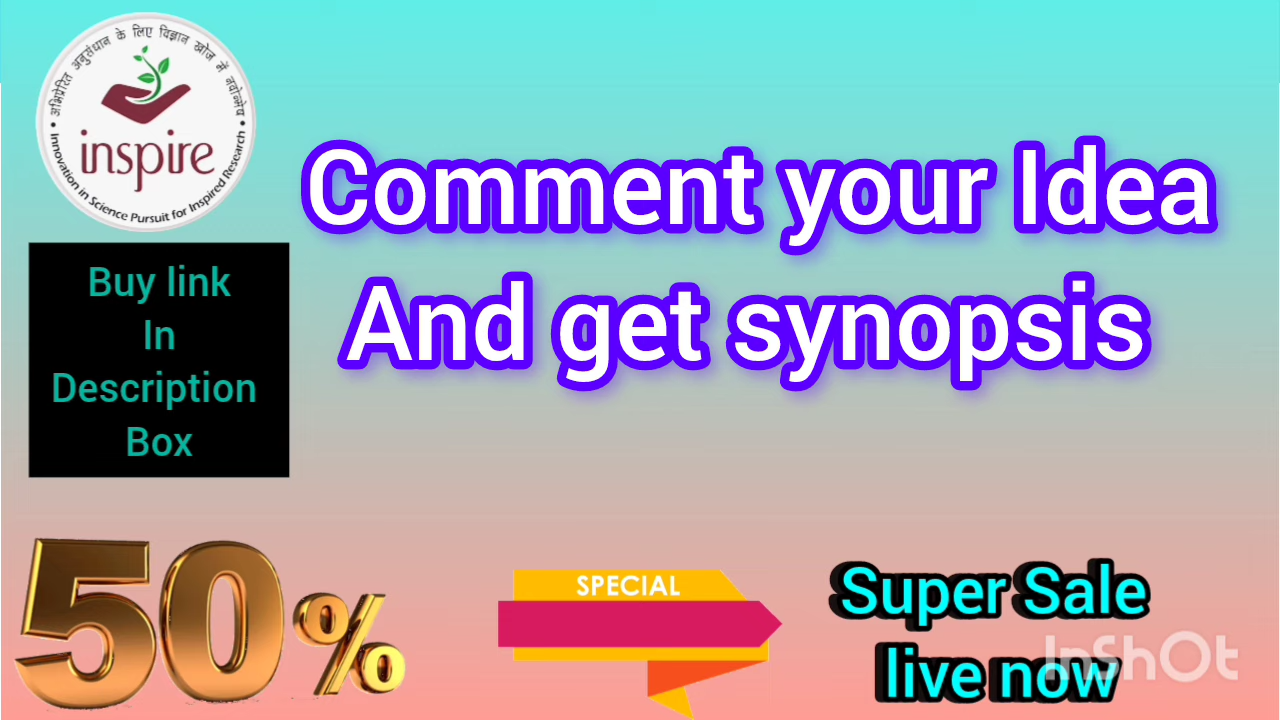 अभिप्रेरित अनुसंधान के लिए विज्ञान खोज में नवोन्मेष
inspire
Innovation in Science Pursuit for Inspired Research
Comment your Idea
And get synopsis
Buy link
In
Description
Box
50%
SPECIAL
Super Sale
live now
InShOt